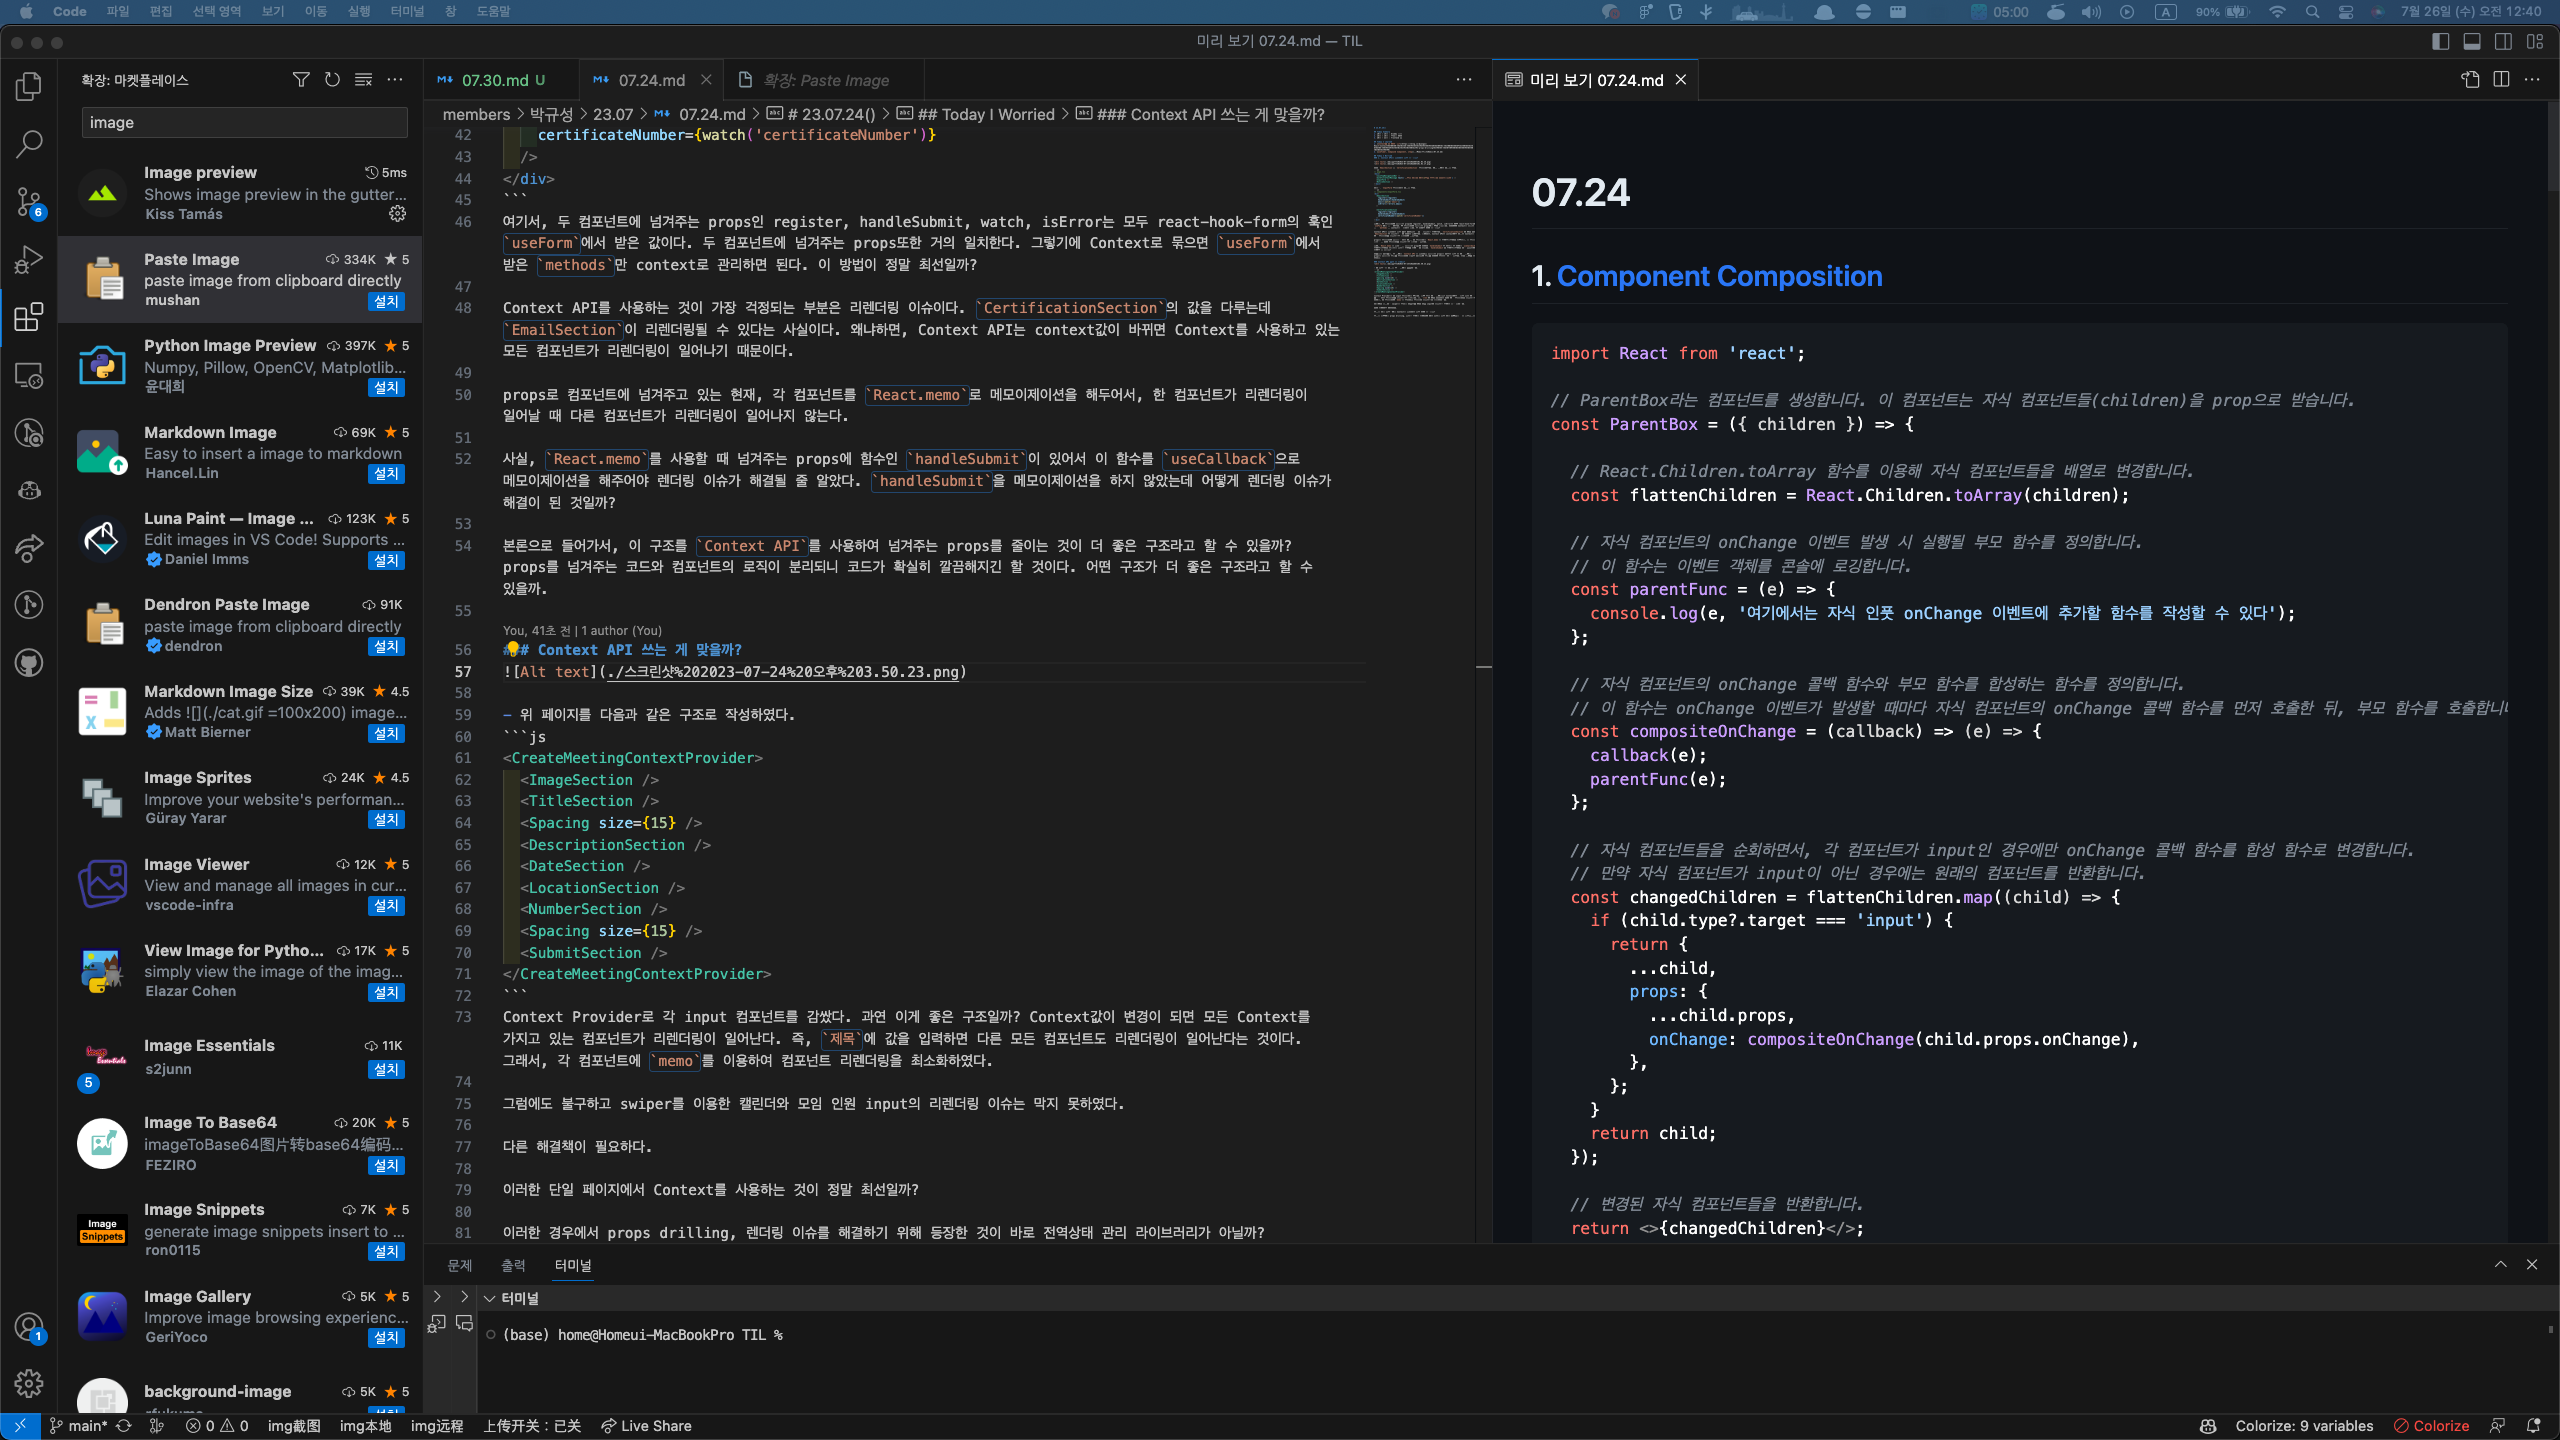 Code 파일 편집 선택 영역 보기 이동 실행 터미널 창 도움말
05:00 A 90% 7월 26일 (수) 오전 12:40
미리 보기 07.24.md — TIL
확장: 마켓플레이스
image
Image preview 5ms
Shows image preview in the gutter...
Kiss Tamás
Paste Image 334K 5
paste image from clipboard directly
mushan 설치
Python Image Preview 397K 5
Numpy, Pillow, OpenCV, Matplotlib...
윤대희 설치
Markdown Image 69K 5
Easy to insert a image to markdown
Hancel.Lin 설치
Luna Paint — Image ... 123K 5
Edit images in VS Code! Supports ...
Daniel Imms 설치
Dendron Paste Image 91K
paste image from clipboard directly
dendron 설치
Markdown Image Size 39K 4.5
Adds ![](./cat.gif =100x200) image...
Matt Bierner 설치
Image Sprites 24K 4.5
Improve your website's performan...
Güray Yarar 설치
Image Viewer 12K 5
View and manage all images in cur...
vscode-infra 설치
View Image for Pytho... 17K 5
simply view the image of the imag...
Elazar Cohen 설치
Image Essentials 11K
s2junn 설치
5
Image To Base64 20K 5
imageToBase64图片转base64编码...
FEZIRO 설치
Image Snippets 7K 5
generate image snippets insert to ...
ron0115 설치
Image Snippets
Image Gallery 5K 5
Improve image browsing experienc...
GeriYoco 설치
background-image 5K 5
6
1
07.30.md U 07.24.md 확장: Paste Image
members > 박규성 > 23.07 > 07.24.md > # 23.07.24() > ## Today I Worried > ### Context API 쓰는 게 맞을까?
42 certificateNumber={watch('certificateNumber')}
43 />
44 </div>
45 ```
46 여기서, 두 컴포넌트에 넘겨주는 props인 register, handleSubmit, watch, isError는 모두 react-hook-form의 훅인
`useForm`에서 받은 값이다. 두 컴포넌트에 넘겨주는 props또한 거의 일치한다. 그렇기에 Context로 묶으면 `useForm`에서
받은 `methods`만 context로 관리하면 된다. 이 방법이 정말 최선일까?
47
48 Context API를 사용하는 것이 가장 걱정되는 부분은 리렌더링 이슈이다. `CertificationSection`의 값을 다루는데
`EmailSection`이 리렌더링될 수 있다는 사실이다. 왜냐하면, Context API는 context값이 바뀌면 Context를 사용하고 있는
모든 컴포넌트가 리렌더링이 일어나기 때문이다.
49
50 props로 컴포넌트에 넘겨주고 있는 현재, 각 컴포넌트를 `React.memo`로 메모이제이션을 해두어서, 한 컴포넌트가 리렌더링이
일어날 때 다른 컴포넌트가 리렌더링이 일어나지 않는다.
51
52 사실, `React.memo`를 사용할 때 넘겨주는 props에 함수인 `handleSubmit`이 있어서 이 함수를 `useCallback`으로
메모이제이션을 해주어야 렌더링 이슈가 해결될 줄 알았다. `handleSubmit`을 메모이제이션을 하지 않았는데 어떻게 렌더링 이슈가
해결이 된 것일까?
53
54 본론으로 들어가서, 이 구조를 `Context API`를 사용하여 넘겨주는 props를 줄이는 것이 더 좋은 구조라고 할 수 있을까?
props를 넘겨주는 코드와 컴포넌트의 로직이 분리되니 코드가 확실히 깔끔해지긴 할 것이다. 어떤 구조가 더 좋은 구조라고 할 수
있을까.
55
You, 41초 전 | 1 author (You)
56 ### Context API 쓰는 게 맞을까?
57 ![Alt text](./스크린샷%202023-07-24%20오후%203.50.23.png)
58
59 - 위 페이지를 다음과 같은 구조로 작성하였다.
60 ```js
61 <CreateMeetingContextProvider>
62 <ImageSection />
63 <TitleSection />
64 <Spacing size={15} />
65 <DescriptionSection />
66 <DateSection />
67 <LocationSection />
68 <NumberSection />
69 <Spacing size={15} />
70 <SubmitSection />
71 </CreateMeetingContextProvider>
72 ```
73 Context Provider로 각 input 컴포넌트를 감쌌다. 과연 이게 좋은 구조일까? Context값이 변경이 되면 모든 Context를
가지고 있는 컴포넌트가 리렌더링이 일어난다. 즉, `제목`에 값을 입력하면 다른 모든 컴포넌트도 리렌더링이 일어난다는 것이다.
그래서, 각 컴포넌트에 `memo`를 이용하여 컴포넌트 리렌더링을 최소화하였다.
74
75 그럼에도 불구하고 swiper를 이용한 캘린더와 모임 인원 input의 리렌더링 이슈는 막지 못하였다.
76
77 다른 해결책이 필요하다.
78
79 이러한 단일 페이지에서 Context를 사용하는 것이 정말 최선일까?
80
81 이러한 경우에서 props drilling, 렌더링 이슈를 해결하기 위해 등장한 것이 바로 전역상태 관리 라이브러리가 아닐까?
미리 보기 07.24.md
07.24
1. Component Composition
import React from 'react';
// ParentBox라는 컴포넌트를 생성합니다. 이 컴포넌트는 자식 컴포넌트들(children)을 prop으로 받습니다.
const ParentBox = ({ children }) => {
// React.Children.toArray 함수를 이용해 자식 컴포넌트들을 배열로 변경합니다.
const flattenChildren = React.Children.toArray(children);
// 자식 컴포넌트의 onChange 이벤트 발생 시 실행될 부모 함수를 정의합니다.
// 이 함수는 이벤트 객체를 콘솔에 로깅합니다.
const parentFunc = (e) => {
console.log(e, '여기에서는 자식 인풋 onChange 이벤트에 추가할 함수를 작성할 수 있다');
};
// 자식 컴포넌트의 onChange 콜백 함수와 부모 함수를 합성하는 함수를 정의합니다.
// 이 함수는 onChange 이벤트가 발생할 때마다 자식 컴포넌트의 onChange 콜백 함수를 먼저 호출한 뒤, 부모 함수를 호출합니
const compositeOnChange = (callback) => (e) => {
callback(e);
parentFunc(e);
};
// 자식 컴포넌트들을 순회하면서, 각 컴포넌트가 input인 경우에만 onChange 콜백 함수를 합성 함수로 변경합니다.
// 만약 자식 컴포넌트가 input이 아닌 경우에는 원래의 컴포넌트를 반환합니다.
const changedChildren = flattenChildren.map((child) => {
if (child.type?.target === 'input') {
return {
...child,
props: {
...child.props,
onChange: compositeOnChange(child.props.onChange),
},
};
}
return child;
});
// 변경된 자식 컴포넌트들을 반환합니다.
return <>{changedChildren}</>;
문제 출력 터미널
터미널
(base) home@Homeui-MacBookPro TIL %
main* 0 0 img截图 img本地 img远程 上传开关：已关 Live Share
Colorize: 9 variables Colorize